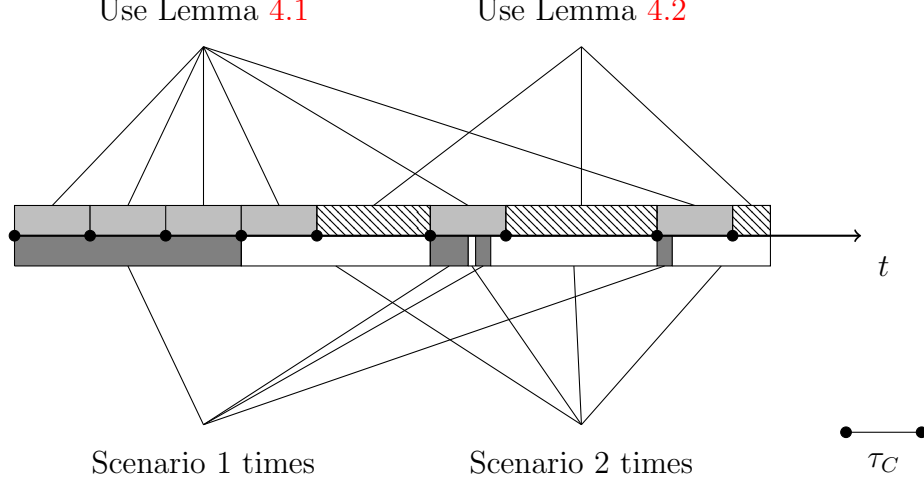 Use Lemma 4.1
Use Lemma 4.2
t
Scenario 1 times
Scenario 2 times
τ_C